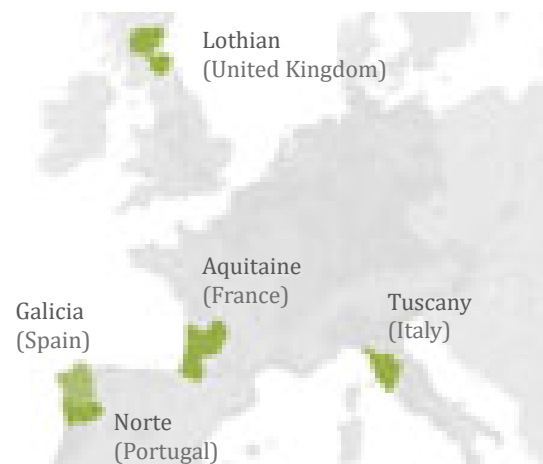 Lothian
(United Kingdom)
Aquitaine
(France)
Tuscany
(Italy)
Galicia
(Spain)
Norte
(Portugal)